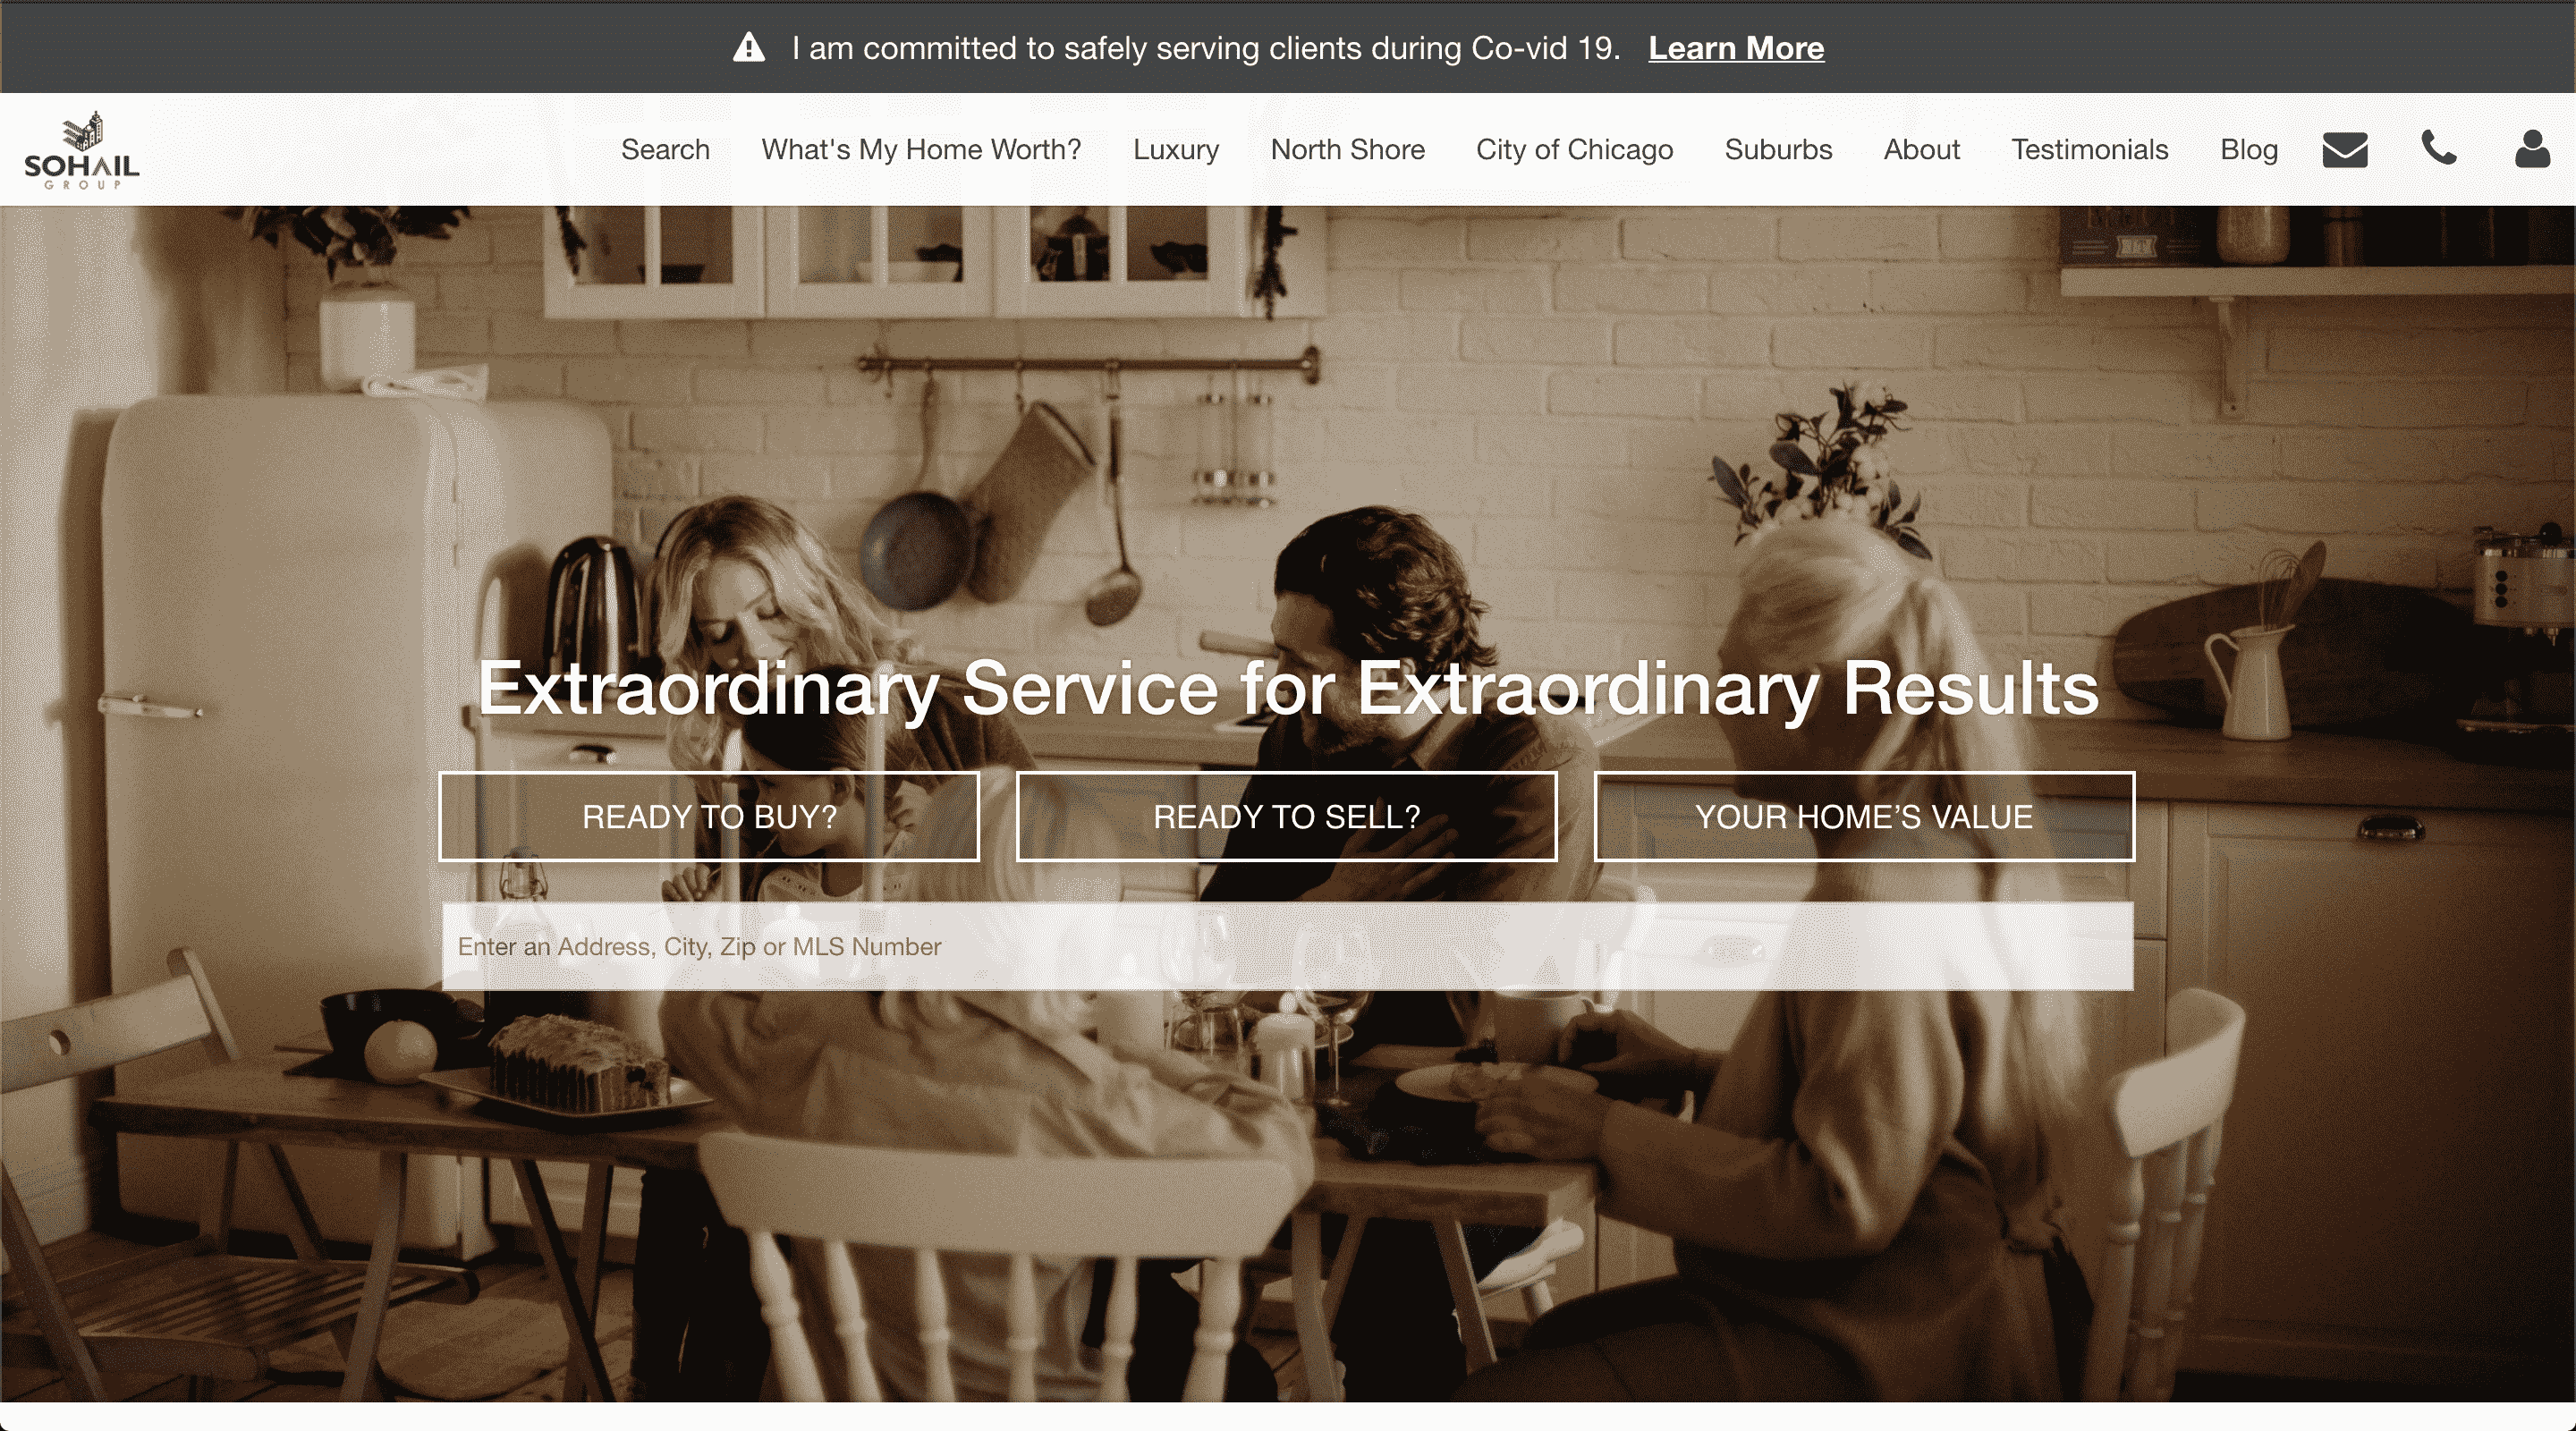 I am committed to safely serving clients during Co-vid 19. Learn More
SOHAIL
GROUP
Search What's My Home Worth? Luxury North Shore City of Chicago Suburbs About Testimonials Blog
IT
Extraordinary Service for Extraordinary Results
READY TO BUY? READY TO SELL? YOUR HOME’S VALUE
Enter an Address, City, Zip or MLS Number